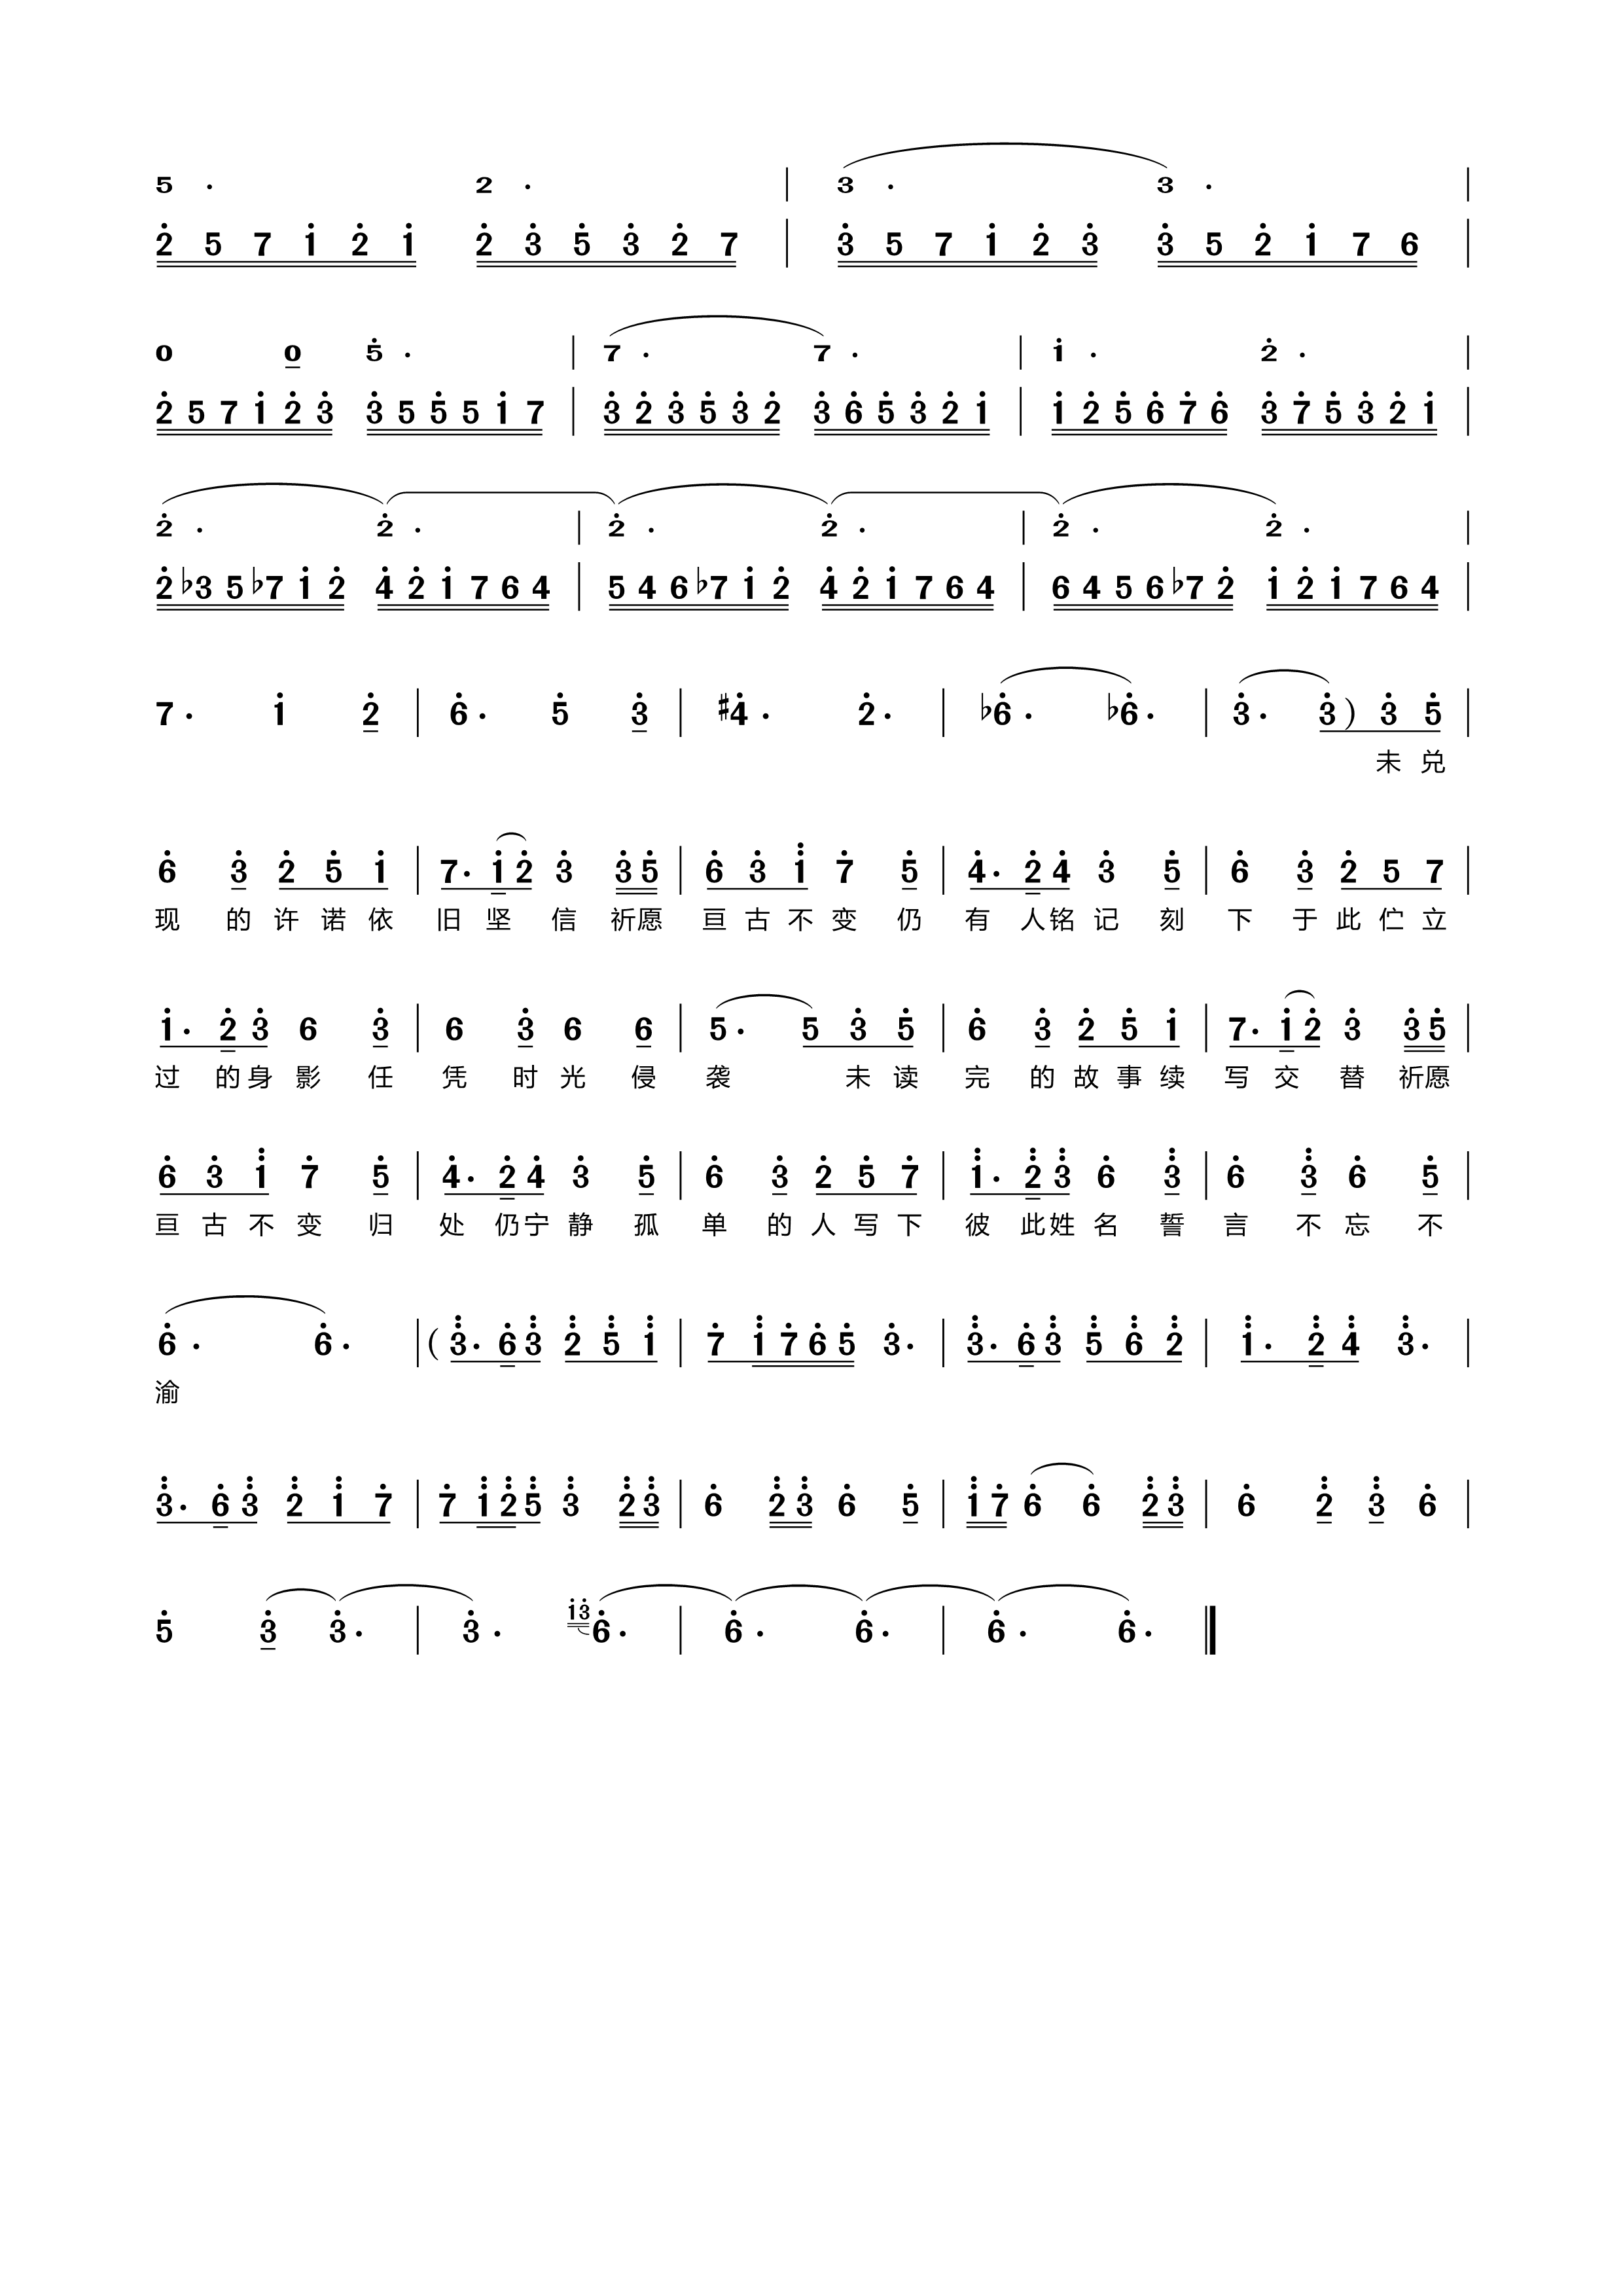 5 · 2 · | 3 · 3 · |
2̇ 5 7 1̇ 2̇ 1̇ 2̇ 3̇ 5̇ 3̇ 2̇ 7 | 3̇ 5 7 1̇ 2̇ 3̇ 3̇ 5 2̇ 1̇ 7 6 |
0 0 5̇ · | 7 · 7 · | 1̇ · 2̇ · |
2̇ 5 7 1̇ 2̇ 3̇ 3̇ 5 5̇ 5 1̇ 7 | 3̇ 2̇ 3̇ 5̇ 3̇ 2̇ 3̇ 6̇ 5̇ 3̇ 2̇ 1̇ | 1̇ 2̇ 5̇ 6̇ 7̇ 6̇ 3̇ 7̇ 5̇ 3̇ 2̇ 1̇ |
2̇ · 2̇ · | 2̇ · 2̇ · | 2̇ · 2̇ · |
2̇ ♭3 5 ♭7 1̇ 2̇ 4̇ 2̇ 1̇ 7 6 4 | 5 4 6 ♭7 1̇ 2̇ 4̇ 2̇ 1̇ 7 6 4 | 6 4 5 6 ♭7 2̇ 1̇ 2̇ 1̇ 7 6 4 |
7 · 1̇ 2̇ | 6̇ · 5̇ 3̇ | ♯4̇ · 2̇ · | ♭6̇ · ♭6̇ · | 3̇ · 3̇ ) 3̇ 5̇ |
未 兑
6̇ 3̇ 2̇ 5̇ 1̇ | 7 · 1̇ 2̇ 3̇ 3̇ 5̇ | 6̇ 3̇ 1̈ 7̇ 5̇ | 4̇ · 2̇ 4̇ 3̇ 5̇ | 6̇ 3̇ 2̇ 5 7 |
现 的 许 诺 依 旧 坚 信 祈愿 亘 古 不 变 仍 有 人 铭 记 刻 下 于 此 伫 立
1̇ · 2̇ 3̇ 6 3̇ | 6 3̇ 6 6 | 5 · 5 3̇ 5̇ | 6̇ 3̇ 2̇ 5̇ 1̇ | 7 · 1̇ 2̇ 3̇ 3̇ 5̇ |
过 的 身 影 任 凭 时 光 侵 袭 未 读 完 的 故 事 续 写 交 替 祈愿
6̇ 3̇ 1̈ 7̇ 5̇ | 4̇ · 2̇ 4̇ 3̇ 5̇ | 6̇ 3̇ 2̇ 5̇ 7̇ | 1̈ · 2̈ 3̈ 6̇ 3̈ | 6̇ 3̈ 6̇ 5̇ |
亘 古 不 变 归 处 仍 宁 静 孤 单 的 人 写 下 彼 此 姓 名 誓 言 不 忘 不
6̇ · 6̇ · | ( 3̈ · 6̇ 3̈ 2̈ 5̈ 1̈ | 7̇ 1̈ 7̇ 6̇ 5̇ 3̇ · | 3̈ · 6̇ 3̈ 5̈ 6̈ 2̈ | 1̈ · 2̈ 4̈ 3̈ · |
渝
3̈ · 6̇ 3̈ 2̈ 1̈ 7̇ | 7̇ 1̈ 2̈ 5̈ 3̈ 2̈ 3̈ | 6̇ 2̈ 3̈ 6̇ 5̇ | 1̈ 7̇ 6̇ 6̇ 2̈ 3̈ | 6̇ 2̈ 3̈ 6̇ |
5̇ 3̇ 3̇ · | 3̇ · 1̇3̇ 6̇ · | 6̇ · 6̇ · | 6̇ · 6̇ · ‖